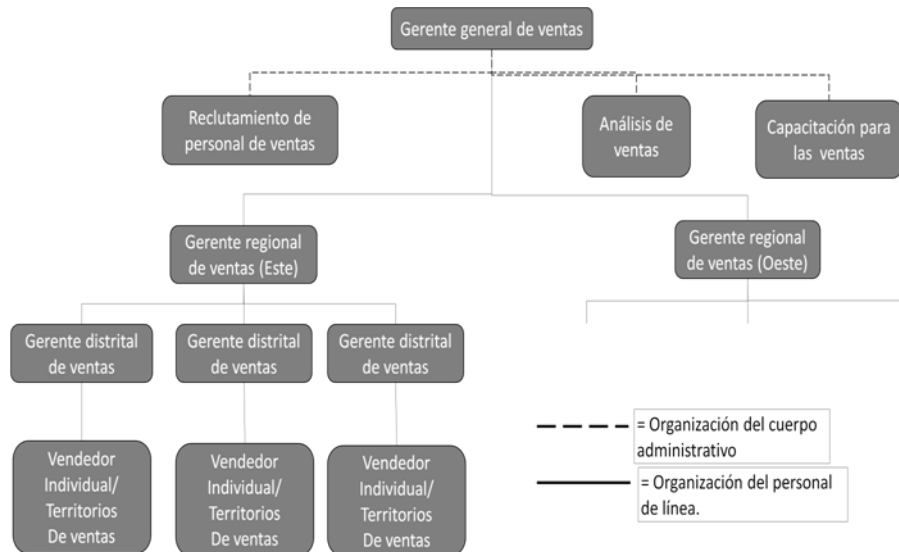 Gerente general de ventas
Reclutamiento de
personal de ventas
Análisis de
ventas
Capacitación para
las ventas
Gerente regional
de ventas (Este)
Gerente regional
de ventas (Oeste)
Gerente distrital
de ventas
Gerente distrital
de ventas
Gerente distrital
de ventas
Vendedor
Individual/
Territorios
De ventas
Vendedor
Individual/
Territorios
De ventas
Vendedor
Individual/
Territorios
De ventas
= Organización del cuerpo
administrativo
= Organización del personal
de línea.